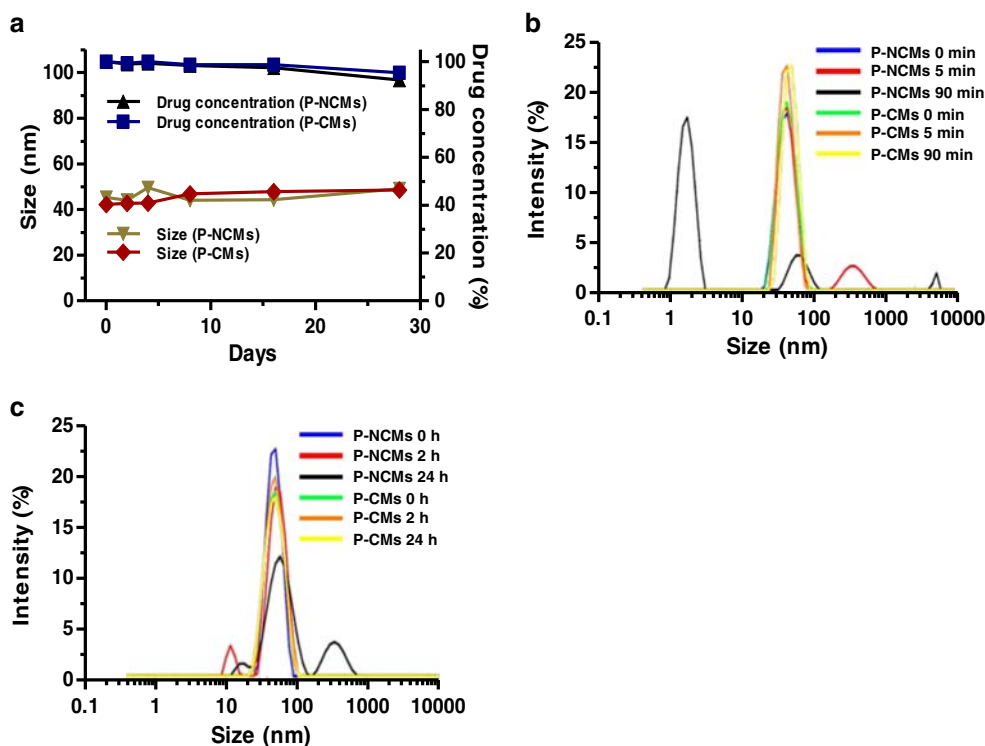 a
Size (nm)
100
80
60
40
20
0
Drug concentration (P-NCMs)
Drug concentration (P-CMs)
Size (P-NCMs)
Size (P-CMs)
100
80
60
40
20
0
Drug concentration (%)
0
10
20
30
Days
b
Intensity (%)
25
20
15
10
5
0
P-NCMs 0 min
P-NCMs 5 min
P-NCMs 90 min
P-CMs 0 min
P-CMs 5 min
P-CMs 90 min
0.1
1
10
100
1000
10000
Size (nm)
c
Intensity (%)
25
20
15
10
5
0
P-NCMs 0 h
P-NCMs 2 h
P-NCMs 24 h
P-CMs 0 h
P-CMs 2 h
P-CMs 24 h
0.1
1
10
100
1000
10000
Size (nm)